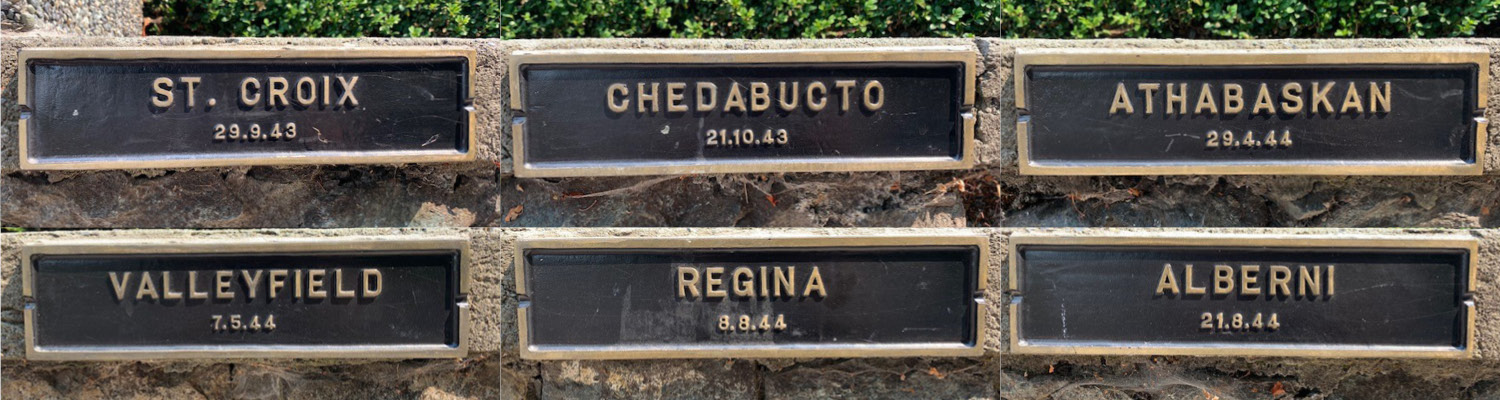 ST. CROIX
29.9.43
CHEDABUCTO
21.10.43
ATHABASKAN
29.4.44
VALLEYFIELD
7.5.44
REGINA
8.8.44
ALBERNI
21.8.44